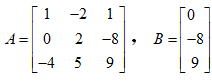 A = [1 -2 1; 0 2 -8; -4 5 9], B = [0; -8; 9]